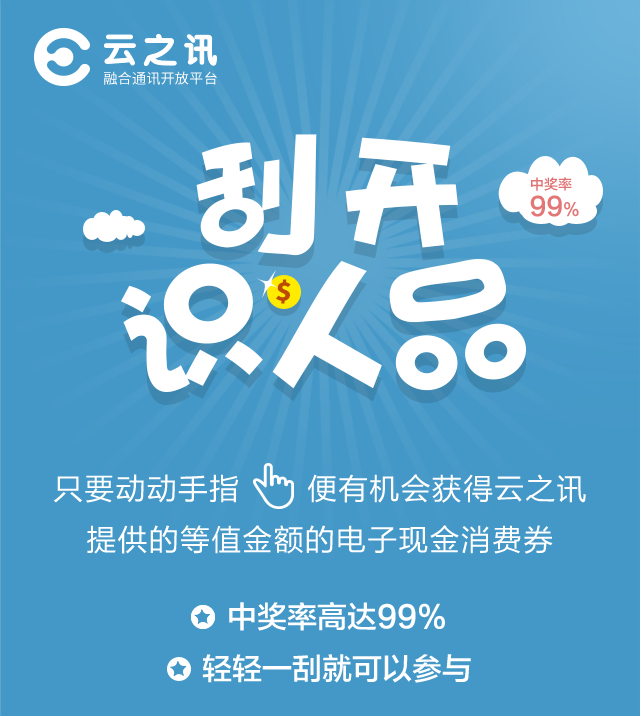 云之讯
融合通讯开放平台
刮开
中奖率
99%
$
识人品
只要动动手指 便有机会获得云之讯
提供的等值金额的电子现金消费券
中奖率高达99%
轻轻一刮就可以参与